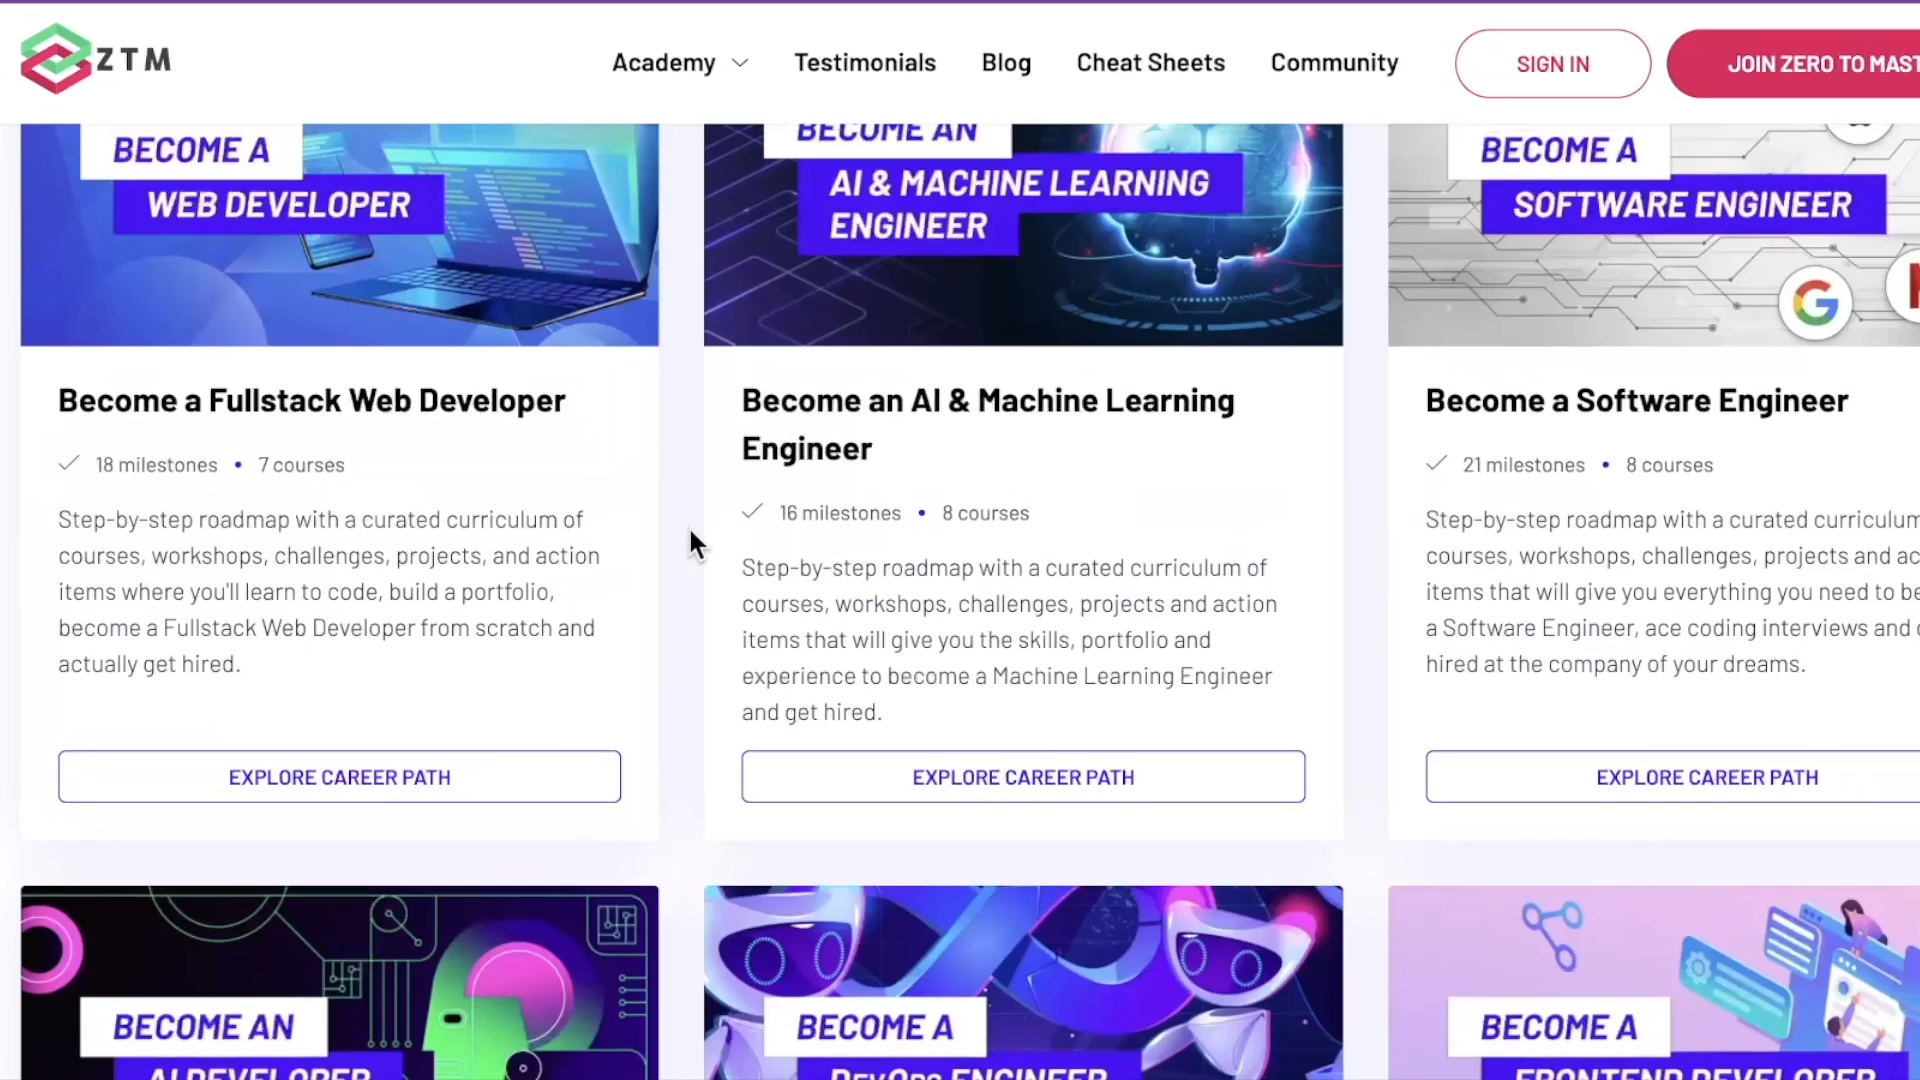 ZTM
Academy
Testimonials
Blog
Cheat Sheets
Community
SIGN IN
JOIN ZERO TO MAST
BECOME A
WEB DEVELOPER
BECOME AN
AI & MACHINE LEARNING
ENGINEER
BECOME A
SOFTWARE ENGINEER
Become a Fullstack Web Developer
18 milestones • 7 courses
Step-by-step roadmap with a curated curriculum of
courses, workshops, challenges, projects, and action
items where you'll learn to code, build a portfolio,
become a Fullstack Web Developer from scratch and
actually get hired.
EXPLORE CAREER PATH
Become an AI & Machine Learning
Engineer
16 milestones • 8 courses
Step-by-step roadmap with a curated curriculum of
courses, workshops, challenges, projects and action
items that will give you the skills, portfolio and
experience to become a Machine Learning Engineer
and get hired.
EXPLORE CAREER PATH
Become a Software Engineer
21 milestones • 8 courses
Step-by-step roadmap with a curated curriculum
courses, workshops, challenges, projects and ac
items that will give you everything you need to be
a Software Engineer, ace coding interviews and
hired at the company of your dreams.
EXPLORE CAREER PATH
BECOME AN
AI DEVELOPER
BECOME A
DEVOPS ENGINEER
BECOME A
FRONTEND DEVELOPER